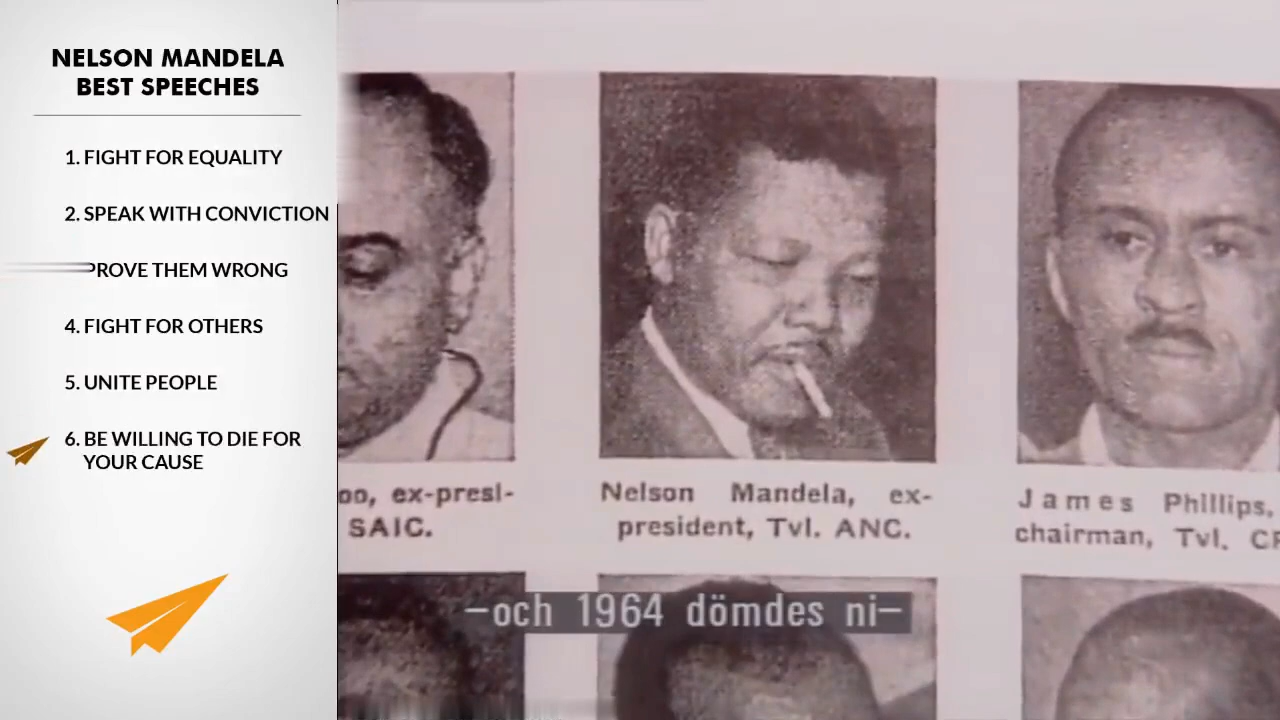 NELSON MANDELA
BEST SPEECHES
1. FIGHT FOR EQUALITY
2. SPEAK WITH CONVICTION
PROVE THEM WRONG
4. FIGHT FOR OTHERS
5. UNITE PEOPLE
6. BE WILLING TO DIE FOR
YOUR CAUSE
oo, ex-presi-
SAIC.
Nelson Mandela, ex-
president, Tvl. ANC.
James Phillips,
chairman, Tvl.
–och 1964 dömdes ni–